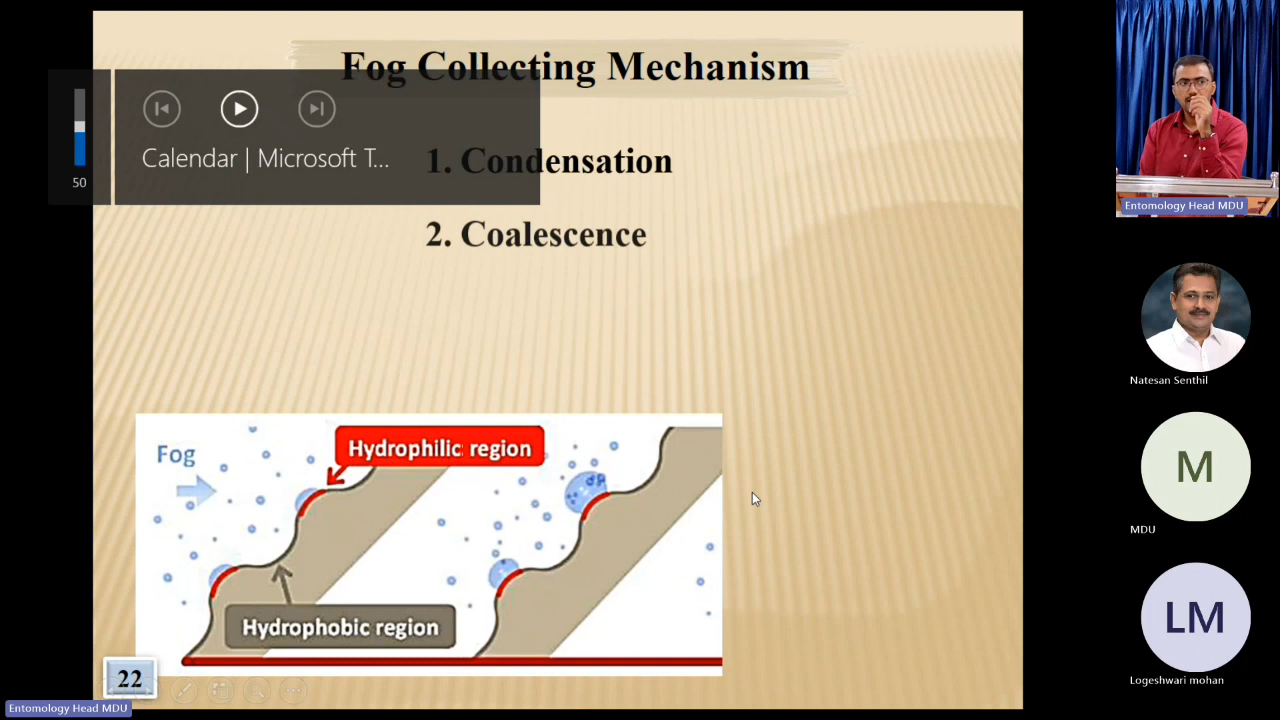 Fog Collecting Mechanism
Calendar | Microsoft T...
50
1. Condensation
2. Coalescence
Fog
Hydrophilic region
Hydrophobic region
22
Entomology Head MDU
Entomology Head MDU
Natesan Senthil
M
MDU
LM
Logeshwari mohan